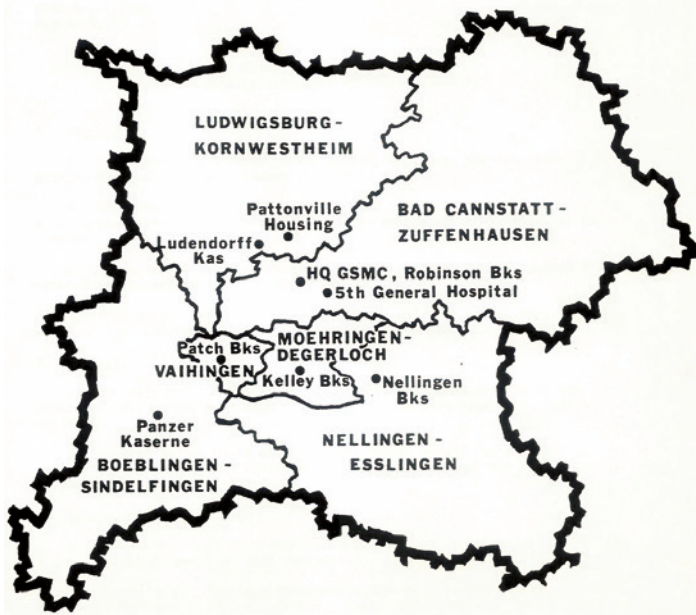 LUDWIGSBURG-
KORNWESTHEIM
Pattonville
Housing
BAD CANNSTATT-
ZUFFENHAUSEN
Ludendorff
Kas
HQ GSMC, Robinson Bks
5th General Hospital
Patch Bks
VAIHINGEN
MOEHRINGEN-
DEGERLOCH
Kelley Bks
Nellingen
Bks
Panzer
Kaserne
BOEBLINGEN-
SINDELFINGEN
NELLINGEN-
ESSLINGEN